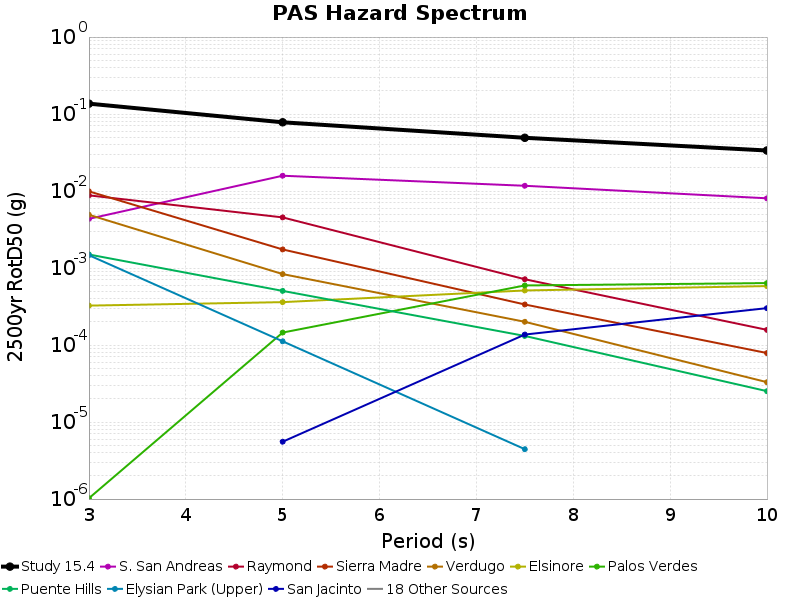 PAS Hazard Spectrum
2500yr RotD50 (g)
10^0
10^-1
10^-2
10^-3
10^-4
10^-5
10^-6
3 4 5 6 7 8 9 10
Period (s)
Study 15.4 S. San Andreas Raymond Sierra Madre Verdugo Elsinore Palos Verdes
Puente Hills Elysian Park (Upper) San Jacinto 18 Other Sources